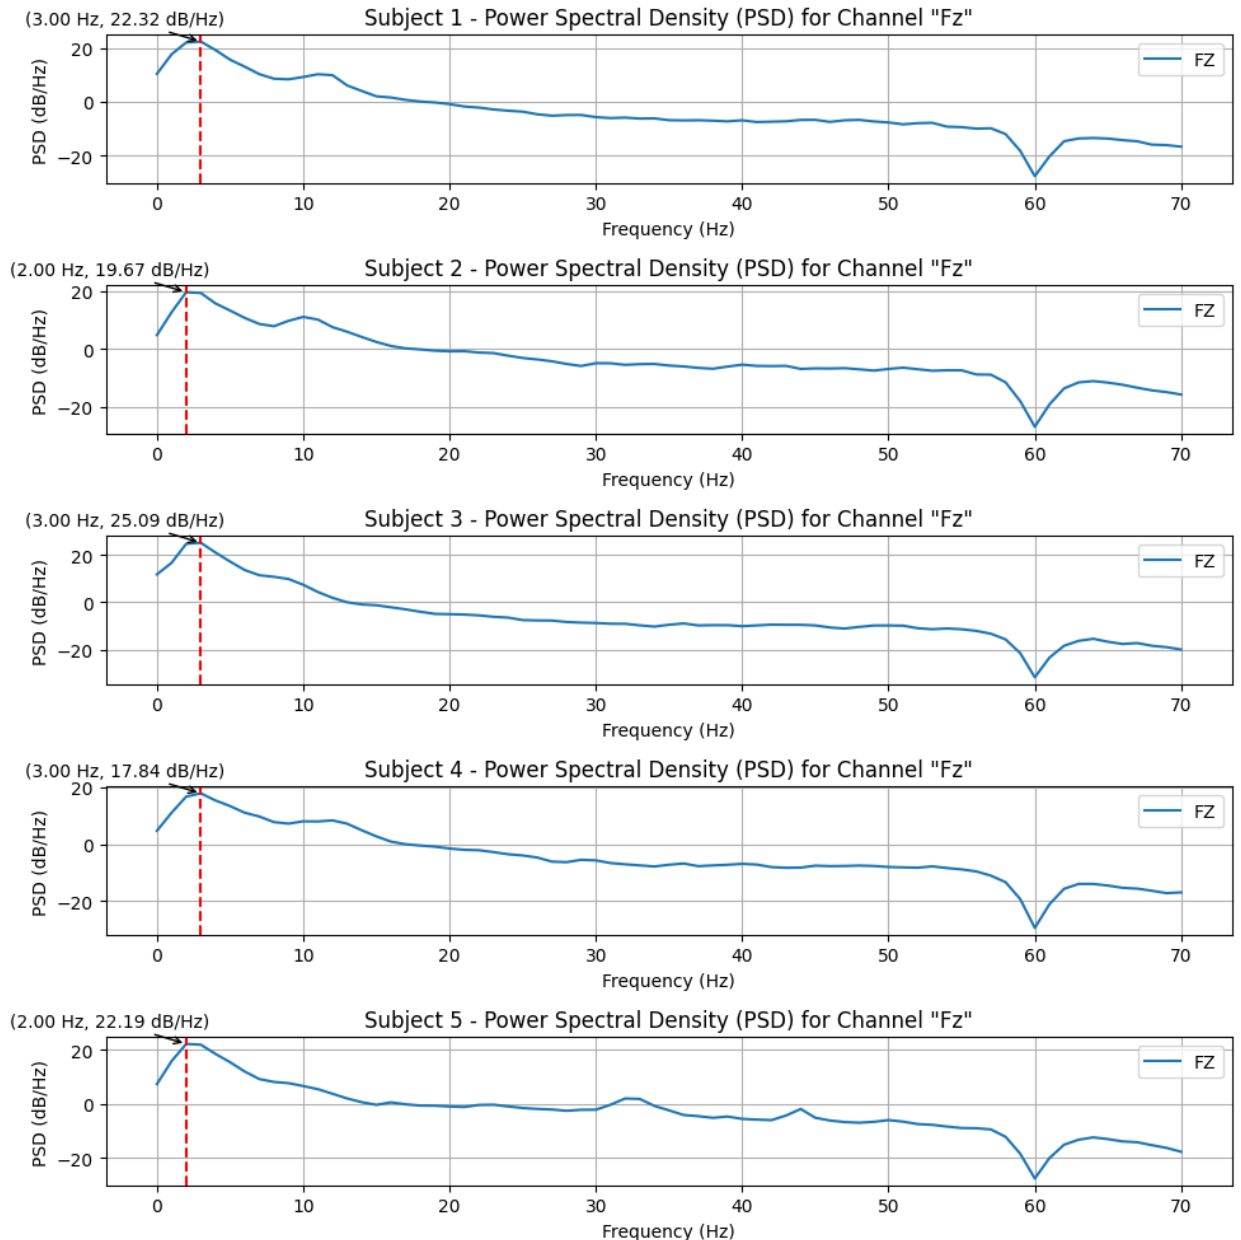 (3.00 Hz, 22.32 dB/Hz)
Subject 1 - Power Spectral Density (PSD) for Channel "Fz"
PSD (dB/Hz)
20
0
−20
FZ
0 10 20 30 40 50 60 70
Frequency (Hz)
(2.00 Hz, 19.67 dB/Hz)
Subject 2 - Power Spectral Density (PSD) for Channel "Fz"
PSD (dB/Hz)
20
0
−20
FZ
0 10 20 30 40 50 60 70
Frequency (Hz)
(3.00 Hz, 25.09 dB/Hz)
Subject 3 - Power Spectral Density (PSD) for Channel "Fz"
PSD (dB/Hz)
20
0
−20
FZ
0 10 20 30 40 50 60 70
Frequency (Hz)
(3.00 Hz, 17.84 dB/Hz)
Subject 4 - Power Spectral Density (PSD) for Channel "Fz"
PSD (dB/Hz)
20
0
−20
FZ
0 10 20 30 40 50 60 70
Frequency (Hz)
(2.00 Hz, 22.19 dB/Hz)
Subject 5 - Power Spectral Density (PSD) for Channel "Fz"
PSD (dB/Hz)
20
0
−20
FZ
0 10 20 30 40 50 60 70
Frequency (Hz)